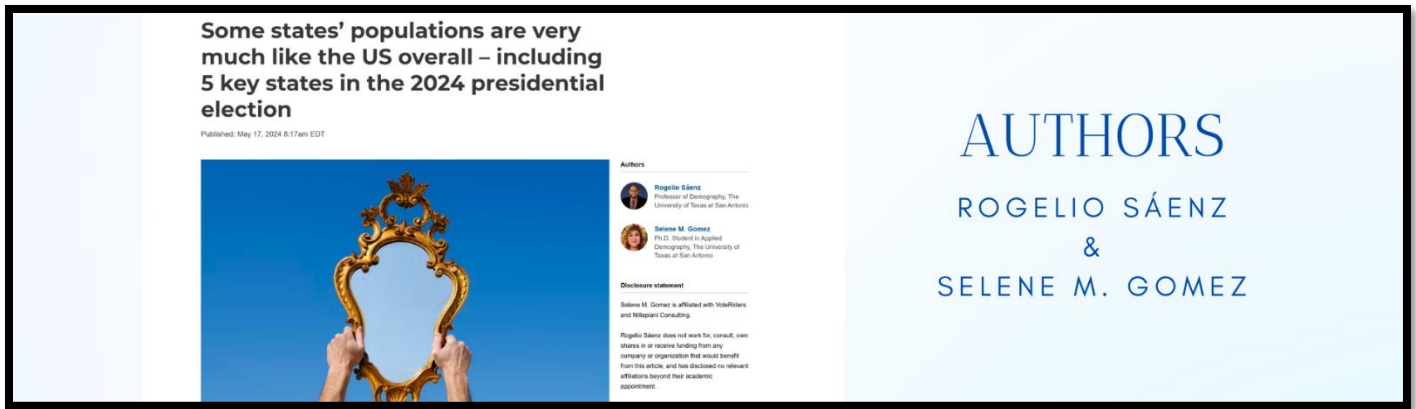 Some states’ populations are very
much like the US overall – including
5 key states in the 2024 presidential
election
Published: May 17, 2024 8:17am EDT
Authors
Rogelio Sáenz
Professor of Demography, The
University of Texas at San Antonio
Selene M. Gomez
Ph.D. Student in Applied
Demography, The University of
Texas at San Antonio
Disclosure statement
Selene M. Gomez is affiliated with VoteRiders
and Nitlapiani Consulting.
Rogelio Sáenz does not work for, consult, own
shares in or receive funding from any
company or organization that would benefit
from this article, and has disclosed no relevant
affiliations beyond their academic
appointment.
AUTHORS
ROGELIO SÁENZ
&
SELENE M. GOMEZ